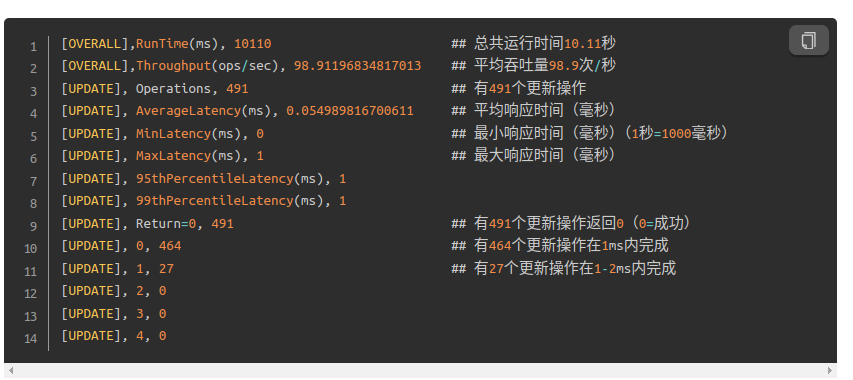 1 [OVERALL],RunTime(ms), 10110 ## 总共运行时间10.11秒
2 [OVERALL],Throughput(ops/sec), 98.91196834817013 ## 平均吞吐量98.9次/秒
3 [UPDATE], Operations, 491 ## 有491个更新操作
4 [UPDATE], AverageLatency(ms), 0.054989816700611 ## 平均响应时间（毫秒）
5 [UPDATE], MinLatency(ms), 0 ## 最小响应时间（毫秒）（1秒=1000毫秒）
6 [UPDATE], MaxLatency(ms), 1 ## 最大响应时间（毫秒）
7 [UPDATE], 95thPercentileLatency(ms), 1
8 [UPDATE], 99thPercentileLatency(ms), 1
9 [UPDATE], Return=0, 491 ## 有491个更新操作返回0（0=成功）
10 [UPDATE], 0, 464 ## 有464个更新操作在1ms内完成
11 [UPDATE], 1, 27 ## 有27个更新操作在1-2ms内完成
12 [UPDATE], 2, 0
13 [UPDATE], 3, 0
14 [UPDATE], 4, 0